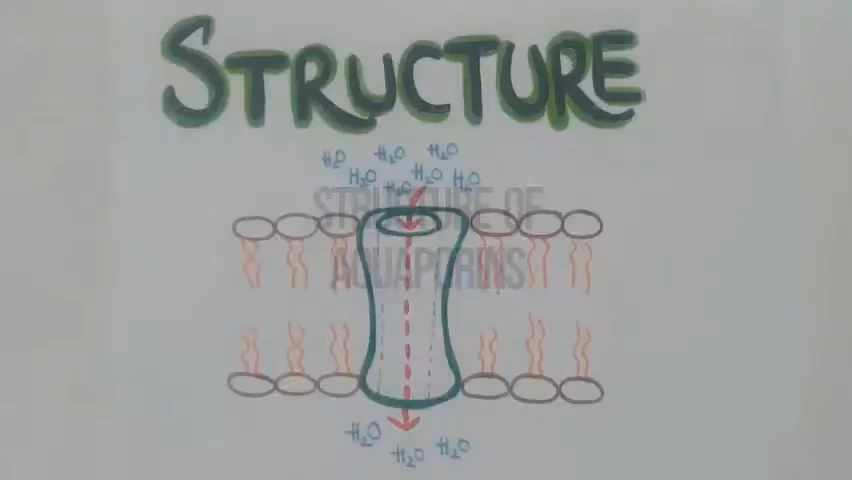 STRUCTURE
H₂O H₂O H₂O
H₂O H₂O H₂O H₂O
STRUCTURE OF
AQUAPORINS
H₂O H₂O H₂O